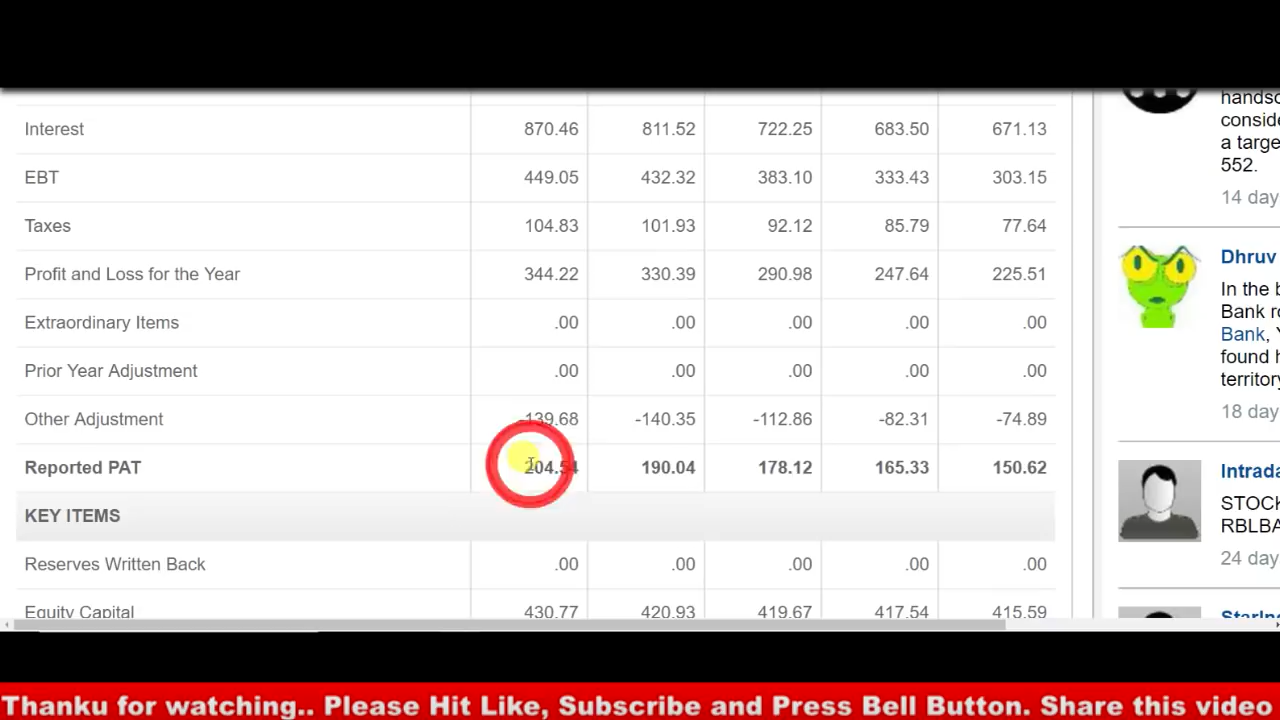 Interest 870.46 811.52 722.25 683.50 671.13
EBT 449.05 432.32 383.10 333.43 303.15
Taxes 104.83 101.93 92.12 85.79 77.64
Profit and Loss for the Year 344.22 330.39 290.98 247.64 225.51
Extraordinary Items .00 .00 .00 .00 .00
Prior Year Adjustment .00 .00 .00 .00 .00
Other Adjustment -139.68 -140.35 -112.86 -82.31 -74.89
Reported PAT 204.54 190.04 178.12 165.33 150.62
KEY ITEMS
Reserves Written Back .00 .00 .00 .00 .00
Equity Capital 430.77 420.93 419.67 417.54 415.59
a targe
552.
14 day
Dhruv
In the b
Bank ro
Bank, Y
found h
territory
18 day
Intrada
STOCK
RBLBA
24 day
Thanku for watching.. Please Hit Like, Subscribe and Press Bell Button. Share this video